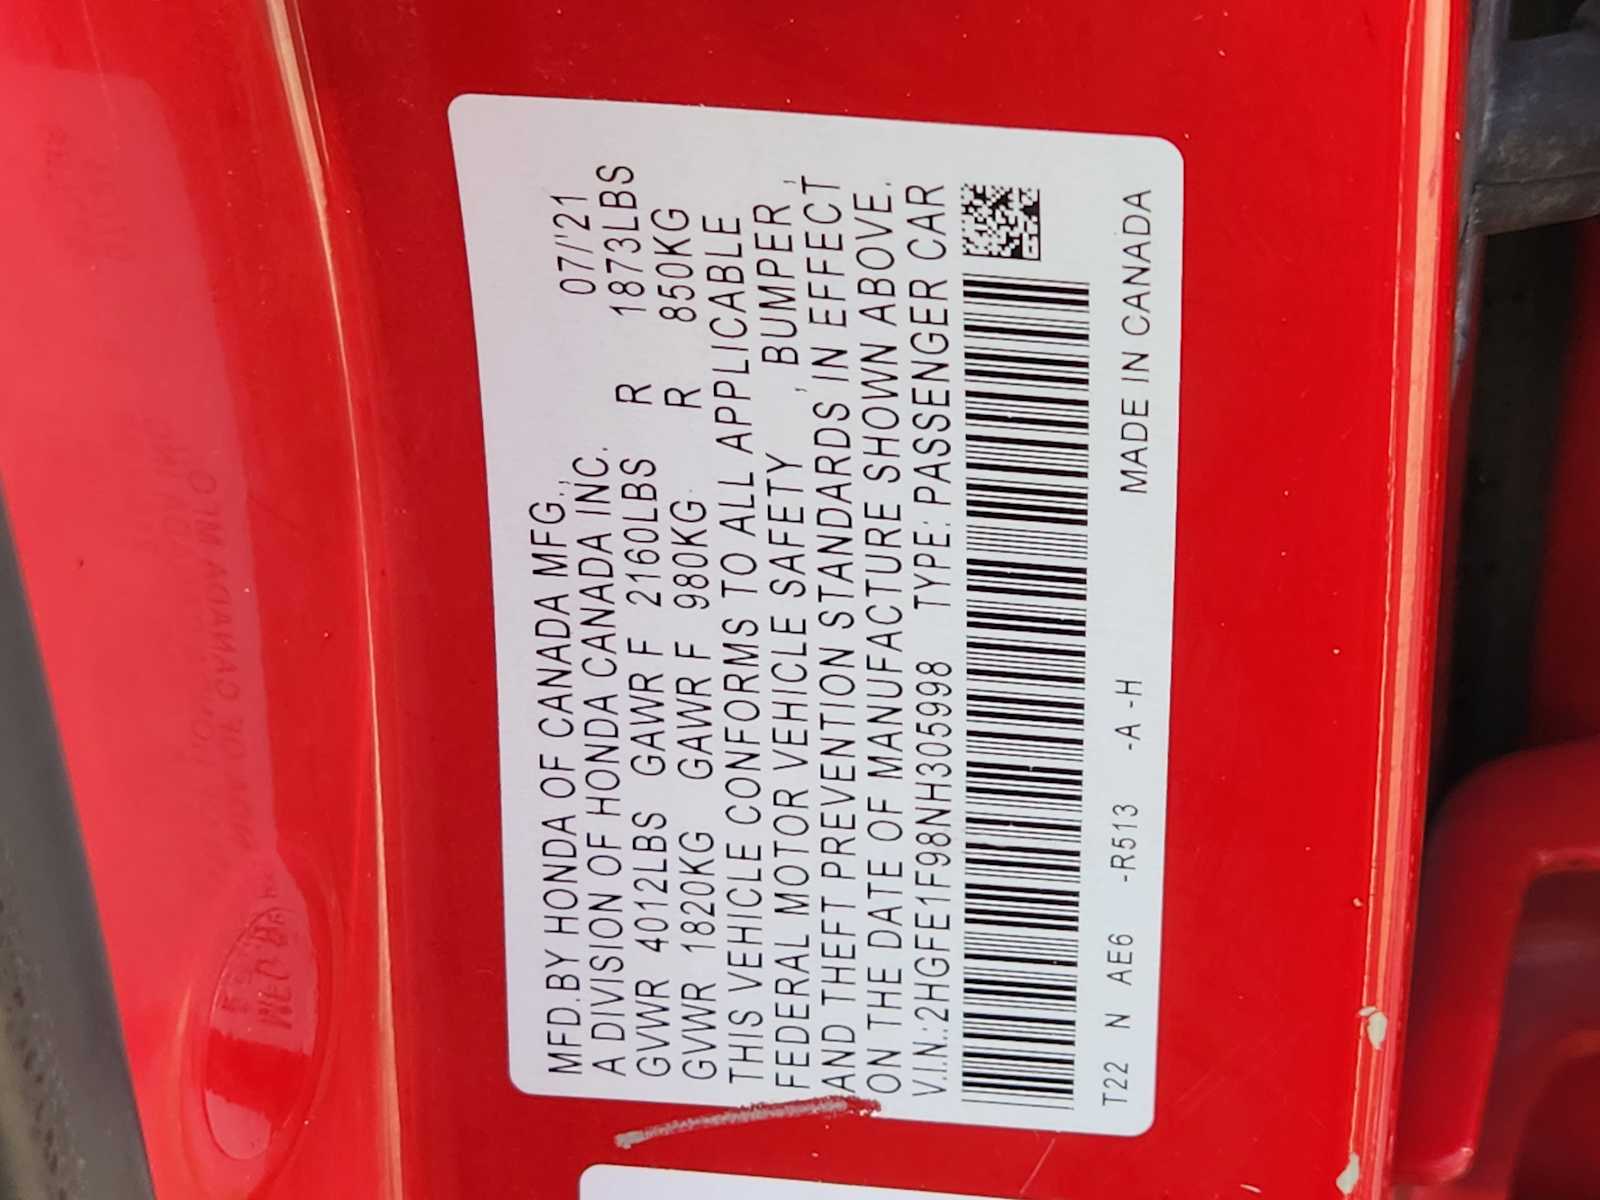 MFD.BY HONDA OF CANADA MFG., 07/'21
A DIVISION OF HONDA CANADA INC.
GVWR 4012LBS GAWR F 2160LBS R 1873LBS
GVWR 1820KG GAWR F 980KG R 850KG
THIS VEHICLE CONFORMS TO ALL APPLICABLE
FEDERAL MOTOR VEHICLE SAFETY , BUMPER,
AND THEFT PREVENTION STANDARDS IN EFFECT
ON THE DATE OF MANUFACTURE SHOWN ABOVE.
V.I.N.:2HGFE1F98NH305998 TYPE: PASSENGER CAR
T22 N AE6 -R513 -A -H MADE IN CANADA